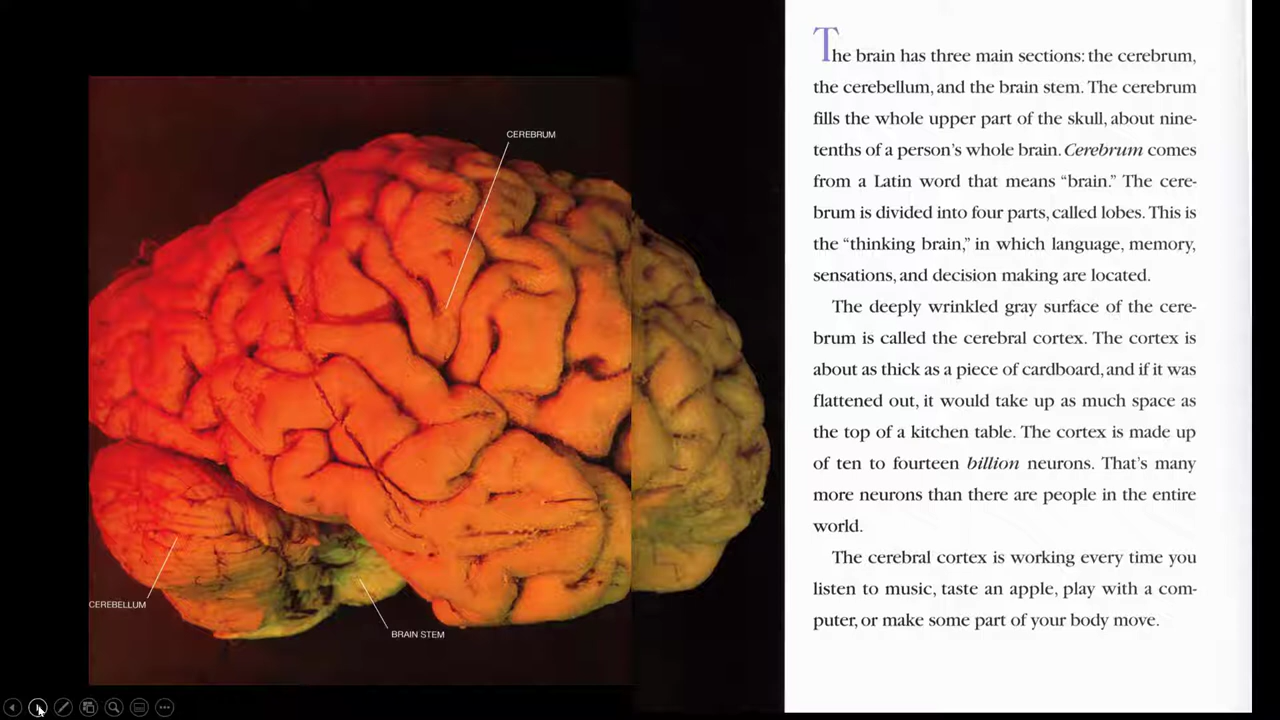 CEREBRUM
CEREBELLUM
BRAIN STEM
The brain has three main sections: the cerebrum,
the cerebellum, and the brain stem. The cerebrum
fills the whole upper part of the skull, about nine-
tenths of a person's whole brain. Cerebrum comes
from a Latin word that means “brain.” The cere-
brum is divided into four parts, called lobes. This is
the “thinking brain,” in which language, memory,
sensations, and decision making are located.
The deeply wrinkled gray surface of the cere-
brum is called the cerebral cortex. The cortex is
about as thick as a piece of cardboard, and if it was
flattened out, it would take up as much space as
the top of a kitchen table. The cortex is made up
of ten to fourteen billion neurons. That's many
more neurons than there are people in the entire
world.
The cerebral cortex is working every time you
listen to music, taste an apple, play with a com-
puter, or make some part of your body move.